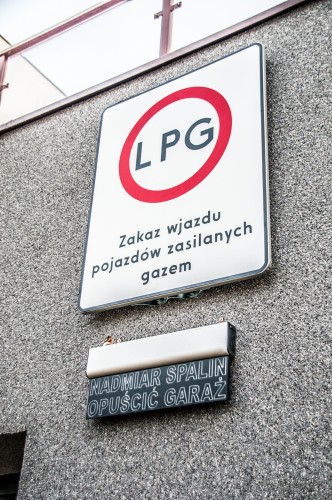 LPG
Zakaz wjazdu
pojazdów zasilanych
gazem
NADMIAR SPALIN
OPUŚCIĆ GARAŻ